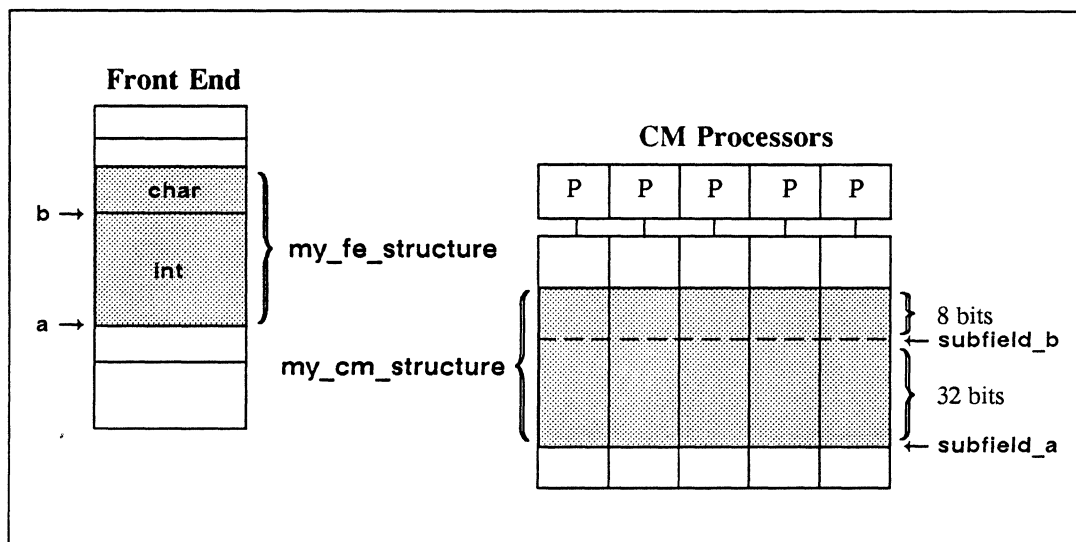 Front End
char
b →
int
a →
my_fe_structure
CM Processors
P P P P P
my_cm_structure
8 bits
← subfield_b
32 bits
← subfield_a